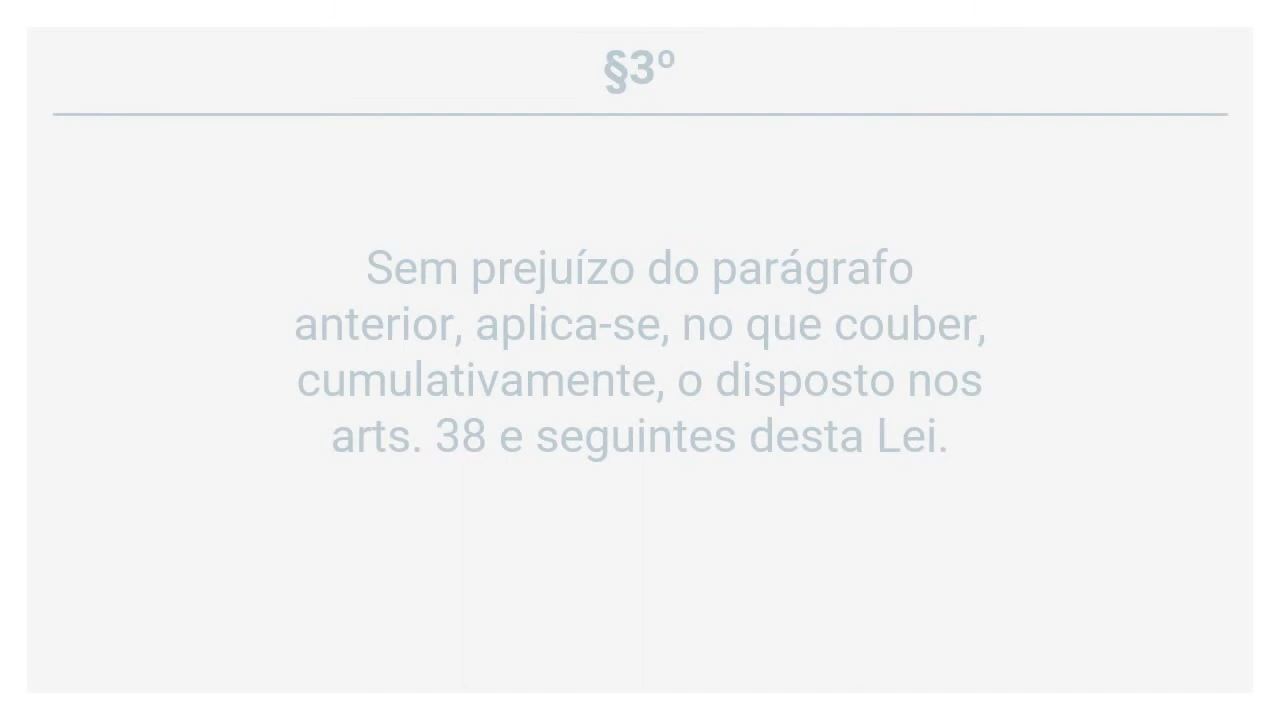 §3º
Sem prejuízo do parágrafo
anterior, aplica-se, no que couber,
cumulativamente, o disposto nos
arts. 38 e seguintes desta Lei.